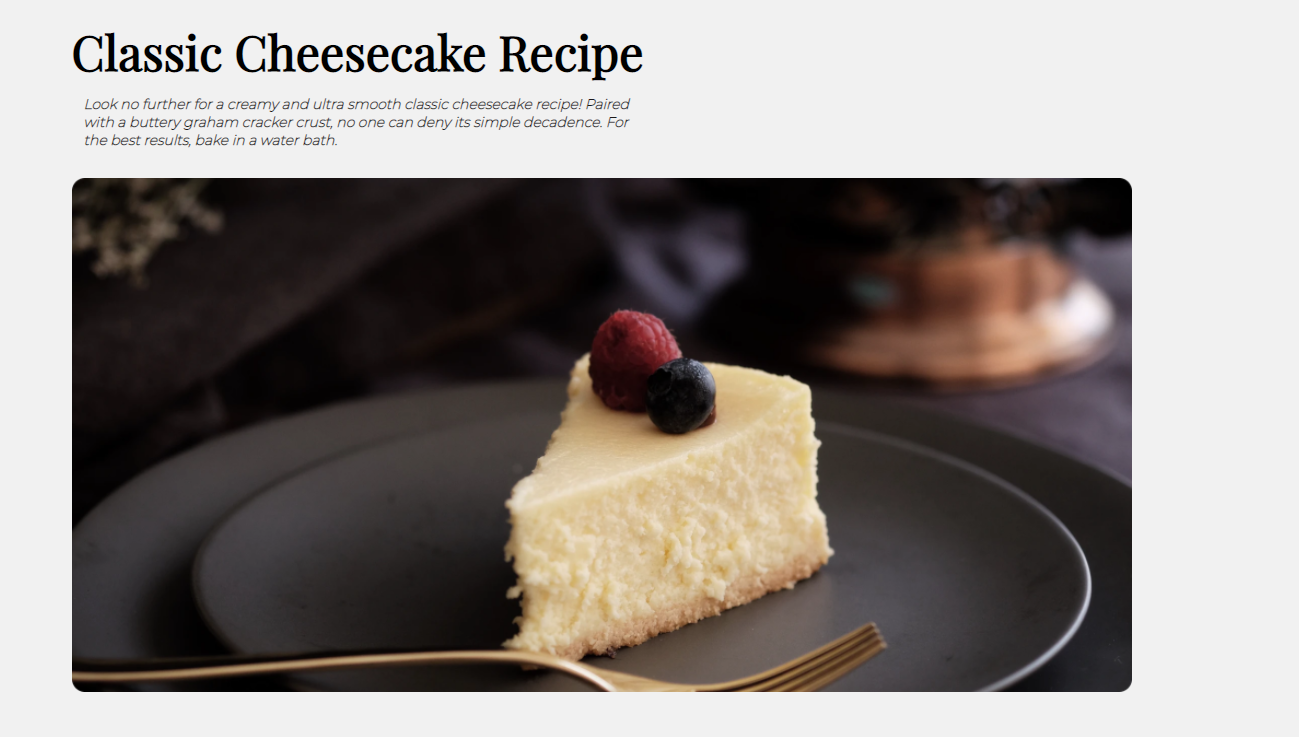 Classic Cheesecake Recipe
Look no further for a creamy and ultra smooth classic cheesecake recipe! Paired
with a buttery graham cracker crust, no one can deny its simple decadence. For
the best results, bake in a water bath.